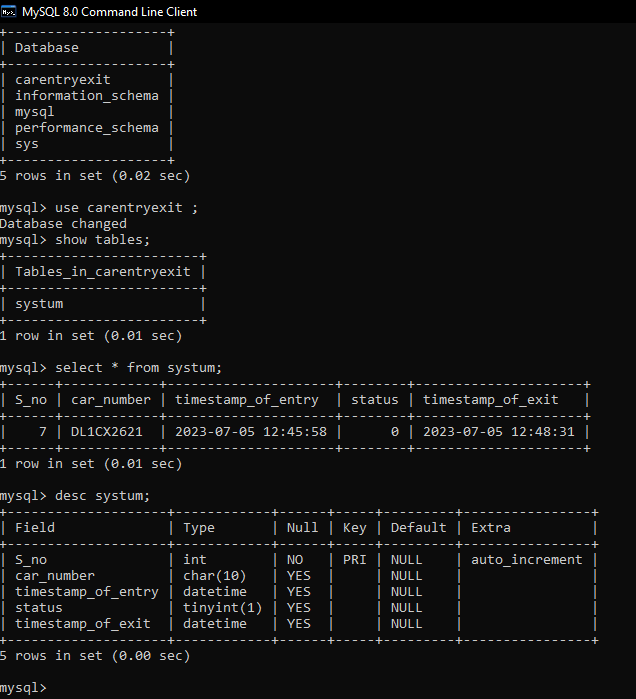 MySQL 8.0 Command Line Client
+--------------------+
| Database           |
+--------------------+
| carentryexit       |
| information_schema |
| mysql              |
| performance_schema |
| sys                |
+--------------------+
5 rows in set (0.02 sec)
mysql> use carentryexit ;
Database changed
mysql> show tables;
+------------------------+
| Tables_in_carentryexit |
+------------------------+
| systum                 |
+------------------------+
1 row in set (0.01 sec)
mysql> select * from systum;
+------+------------+---------------------+--------+---------------------+
| S_no | car_number | timestamp_of_entry | status | timestamp_of_exit   |
+------+------------+---------------------+--------+---------------------+
|    7 | DL1CX2621  | 2023-07-05 12:45:58 |      0 | 2023-07-05 12:48:31 |
+------+------------+---------------------+--------+---------------------+
1 row in set (0.01 sec)
mysql> desc systum;
+--------------------+------------+------+-----+---------+----------------+
| Field              | Type       | Null | Key | Default | Extra          |
+--------------------+------------+------+-----+---------+----------------+
| S_no               | int        | NO   | PRI | NULL    | auto_increment |
| car_number         | char(10)   | YES  |     | NULL    |                |
| timestamp_of_entry | datetime   | YES  |     | NULL    |                |
| status             | tinyint(1) | YES  |     | NULL    |                |
| timestamp_of_exit  | datetime   | YES  |     | NULL    |                |
+--------------------+------------+------+-----+---------+----------------+
5 rows in set (0.00 sec)
mysql>